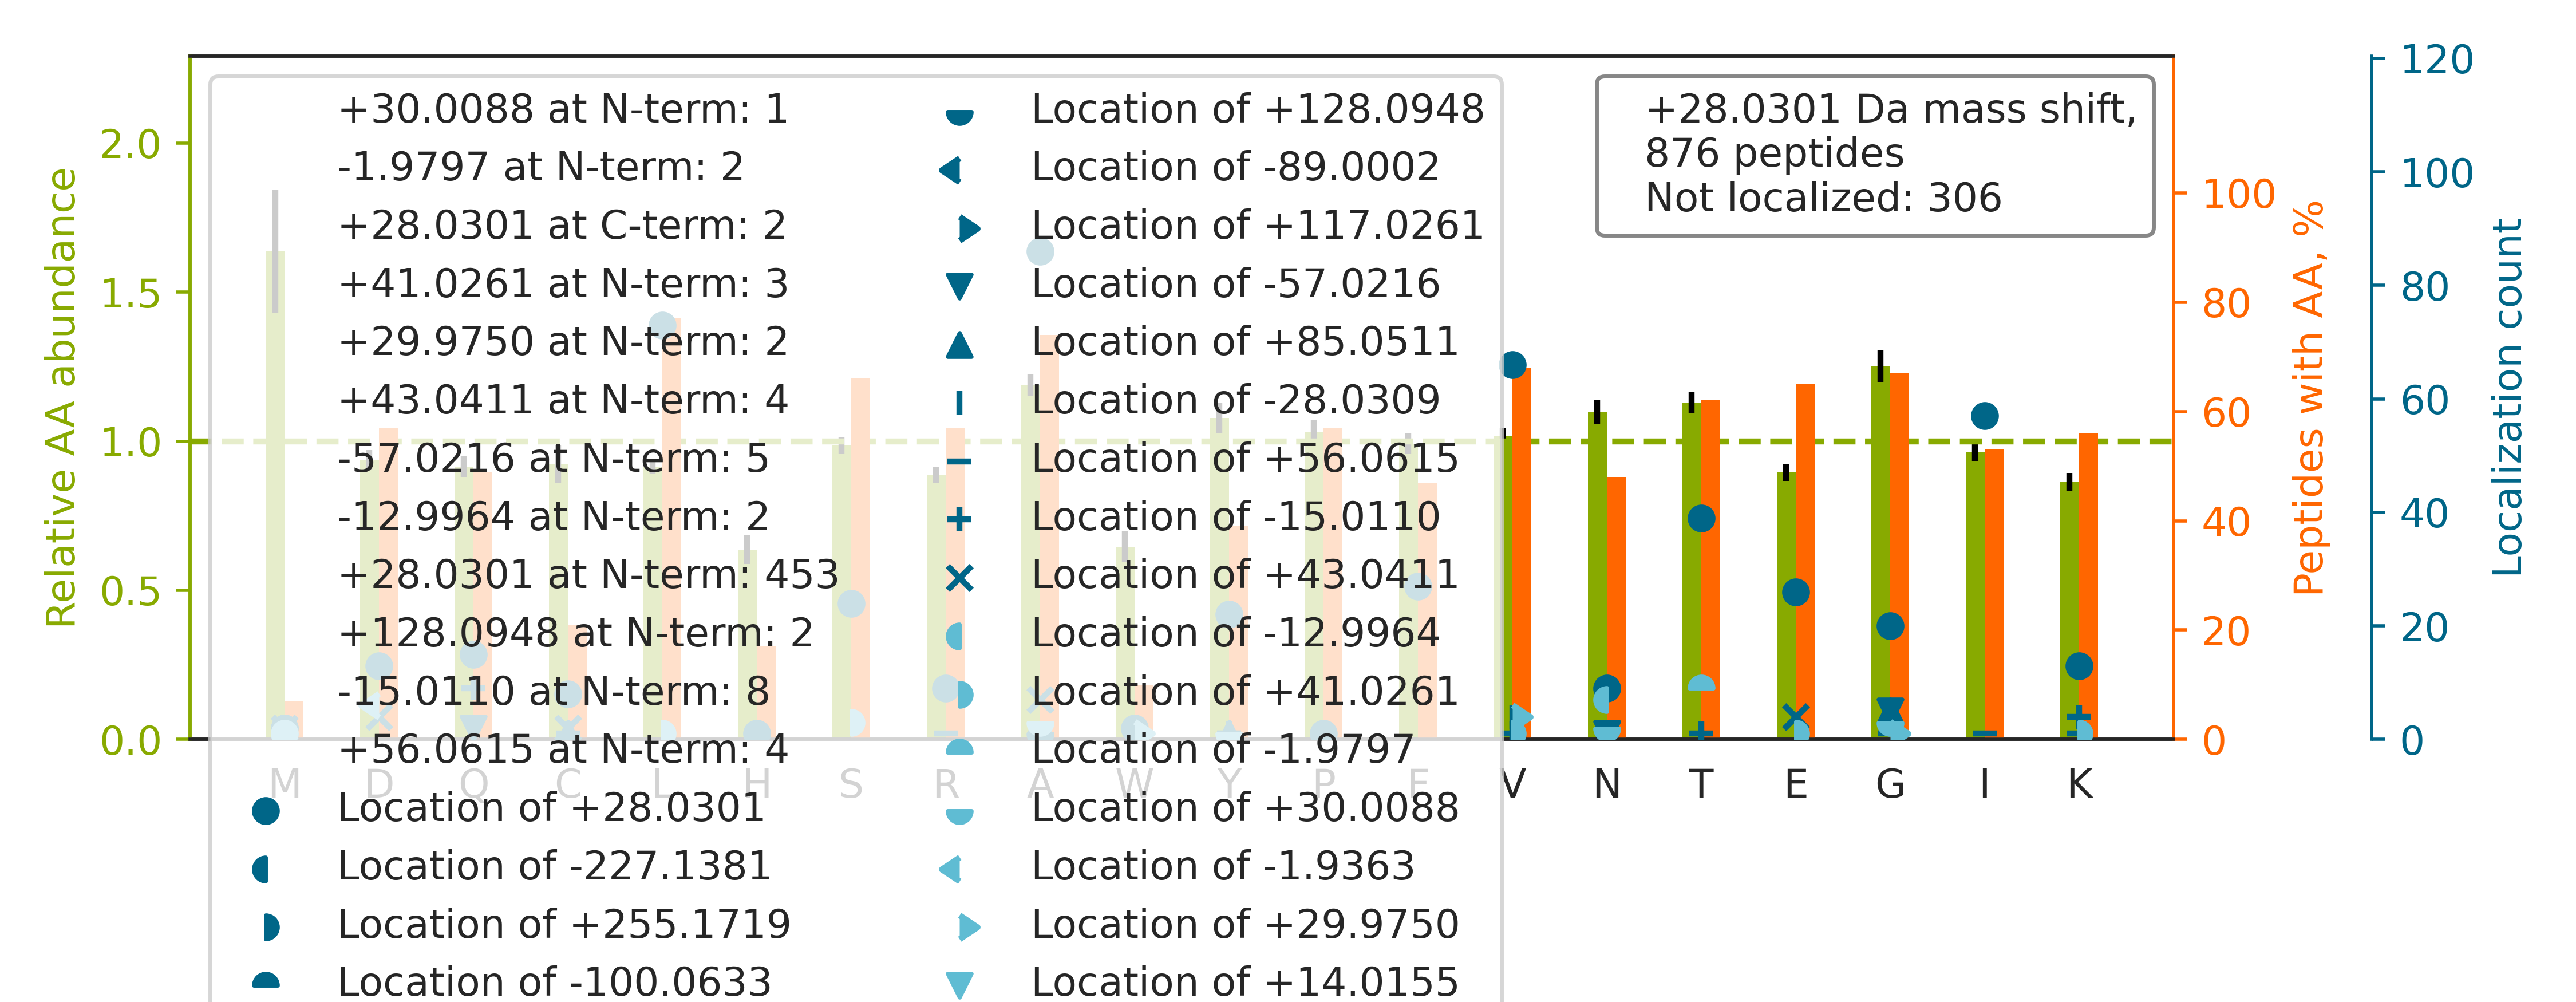 Relative AA abundance
2.0
1.5
1.0
0.5
0.0
+30.0088 at N-term: 1
-1.9797 at N-term: 2
+28.0301 at C-term: 2
+41.0261 at N-term: 3
+29.9750 at N-term: 2
+43.0411 at N-term: 4
-57.0216 at N-term: 5
-12.9964 at N-term: 2
+28.0301 at N-term: 453
+128.0948 at N-term: 2
-15.0110 at N-term: 8
+56.0615 at N-term: 4
Location of +28.0301
Location of -227.1381
Location of +255.1719
Location of -100.0633
Location of +128.0948
Location of -89.0002
Location of +117.0261
Location of -57.0216
Location of +85.0511
Location of -28.0309
Location of +56.0615
Location of -15.0110
Location of +43.0411
Location of -12.9964
Location of +41.0261
Location of -1.9797
Location of +30.0088
Location of -1.9363
Location of +29.9750
Location of +14.0155
+28.0301 Da mass shift,
876 peptides
Not localized: 306
M D Q C L H S R A W Y P F V N T E G I K
100
80
60
40
20
0
Peptides with AA, %
120
100
80
60
40
20
0
Localization count